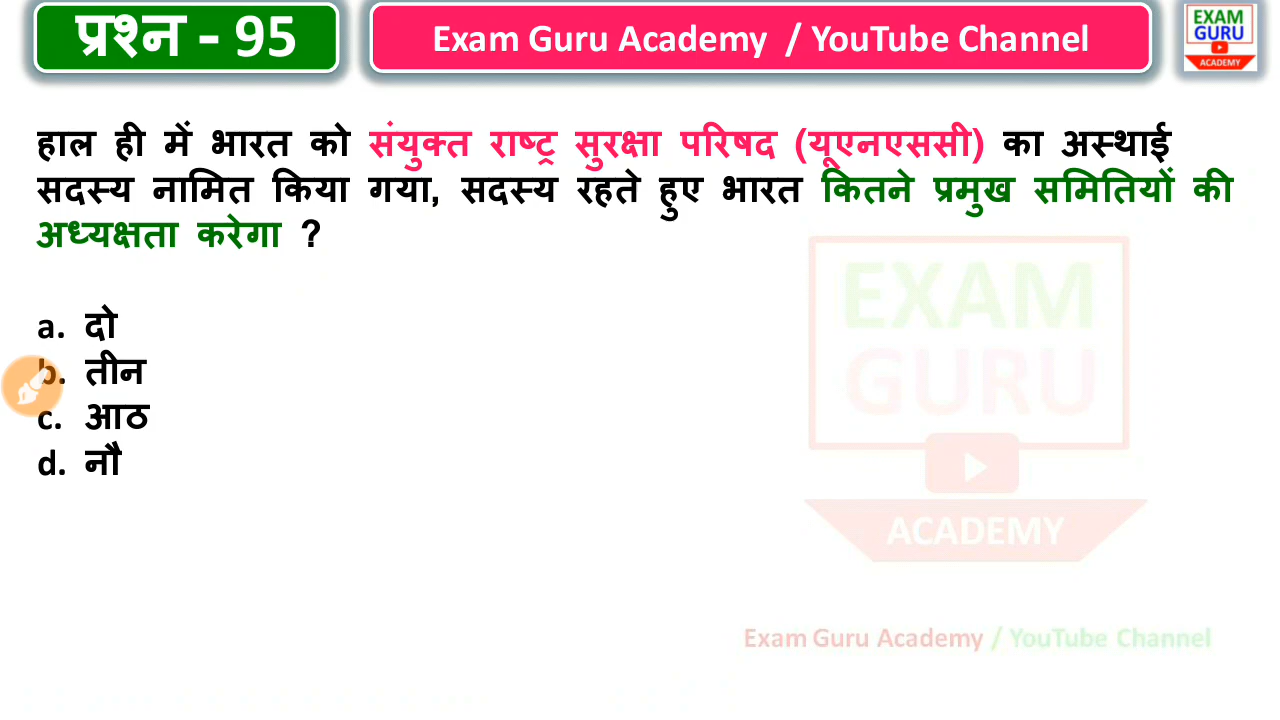 प्रश्न - 95
Exam Guru Academy / YouTube Channel
EXAM
GURU
ACADEMY
हाल ही में भारत को संयुक्त राष्ट्र सुरक्षा परिषद (यूएनएससी) का अस्थाई
सदस्य नामित किया गया, सदस्य रहते हुए भारत कितने प्रमुख समितियों की
अध्यक्षता करेगा ?
a. दो
b. तीन
c. आठ
d. नौ
EXAM
GURU
ACADEMY
Exam Guru Academy / YouTube Channel